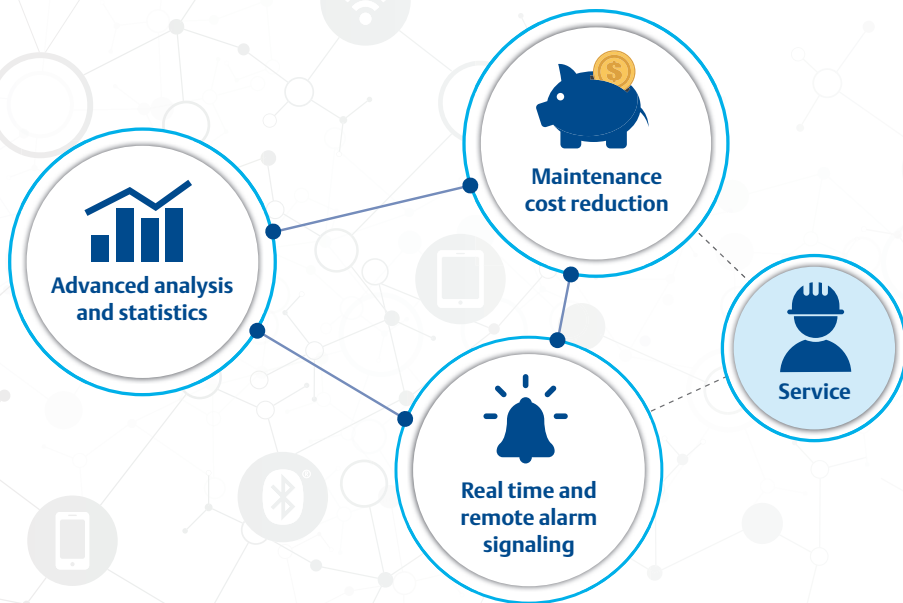 Maintenance
cost reduction
Advanced analysis
and statistics
Service
Real time and
remote alarm
signaling